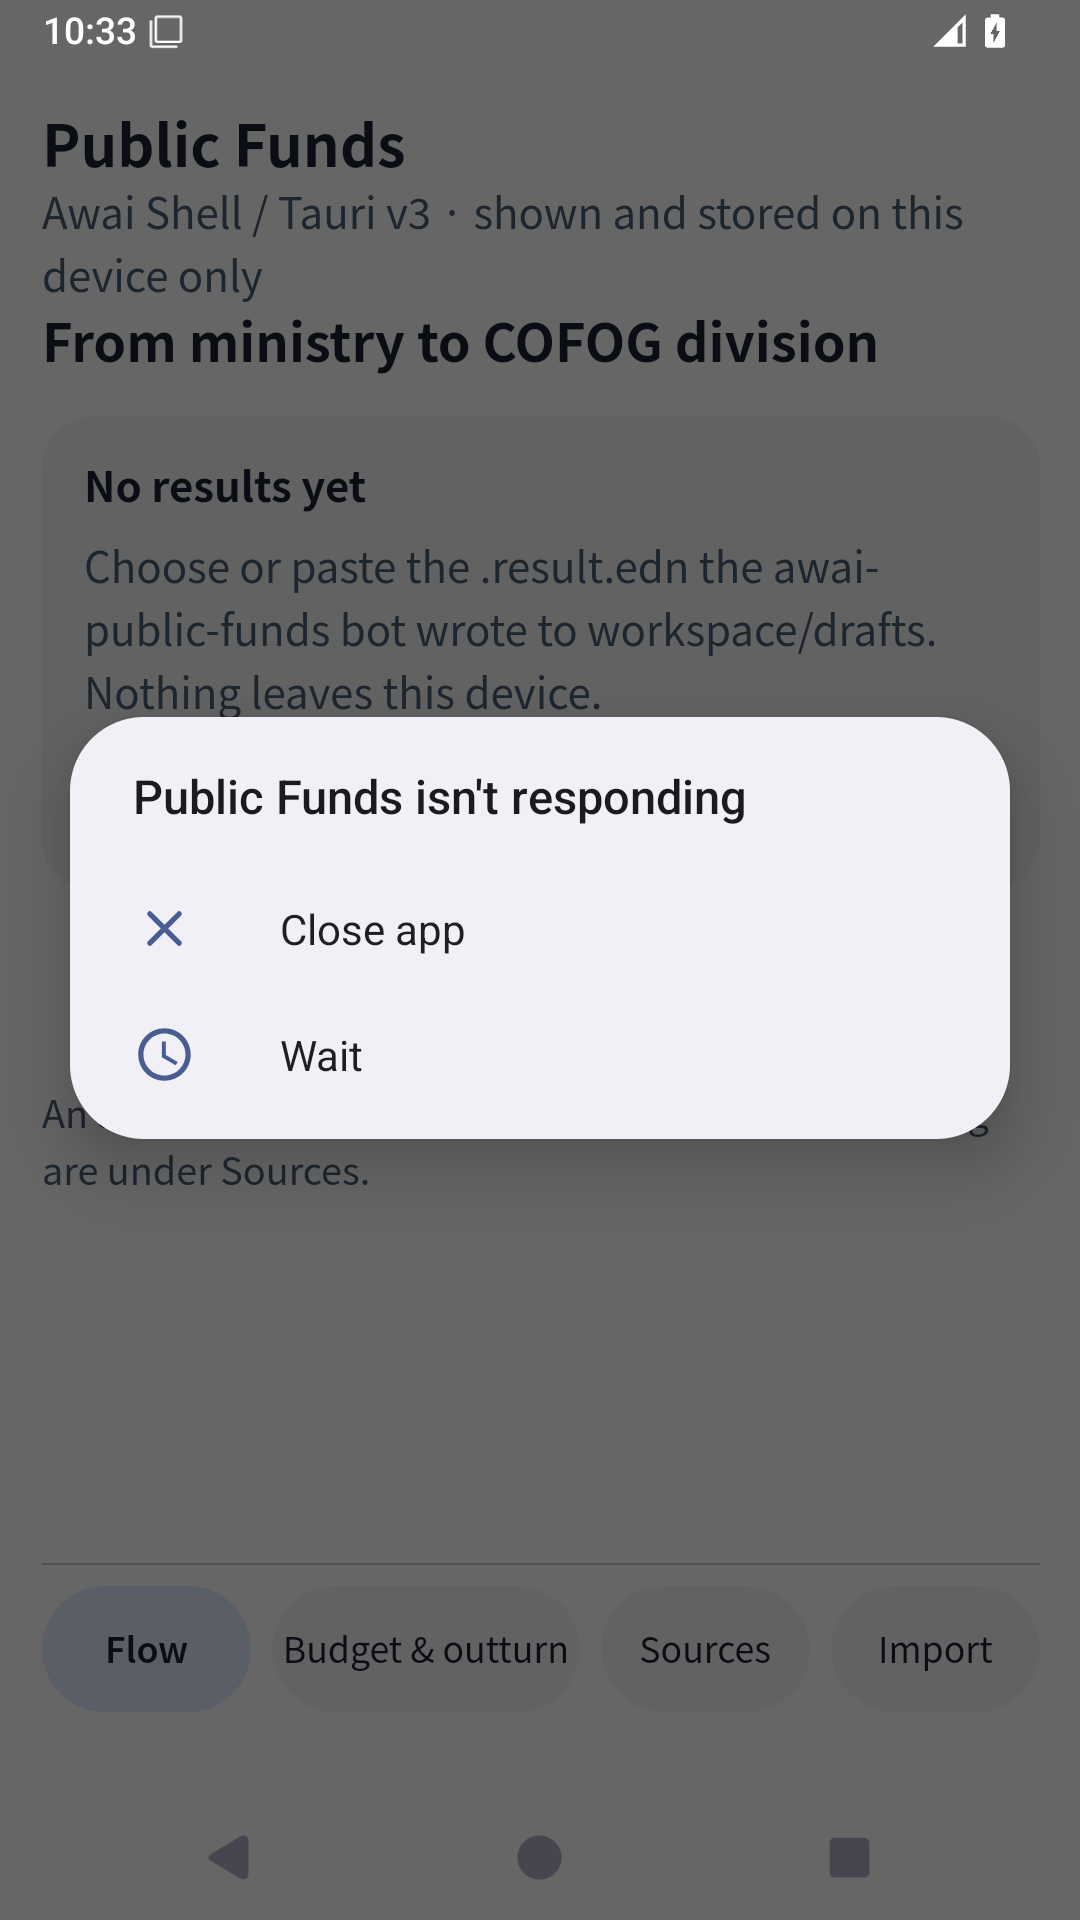 10:33
Public Funds
Awai Shell / Tauri v3 · shown and stored on this
device only
From ministry to COFOG division
No results yet
Choose or paste the .result.edn the awai-
public-funds bot wrote to workspace/drafts.
Nothing leaves this device.
Public Funds isn't responding
Close app
Wait
are under Sources.
Flow
Budget & outturn
Sources
Import